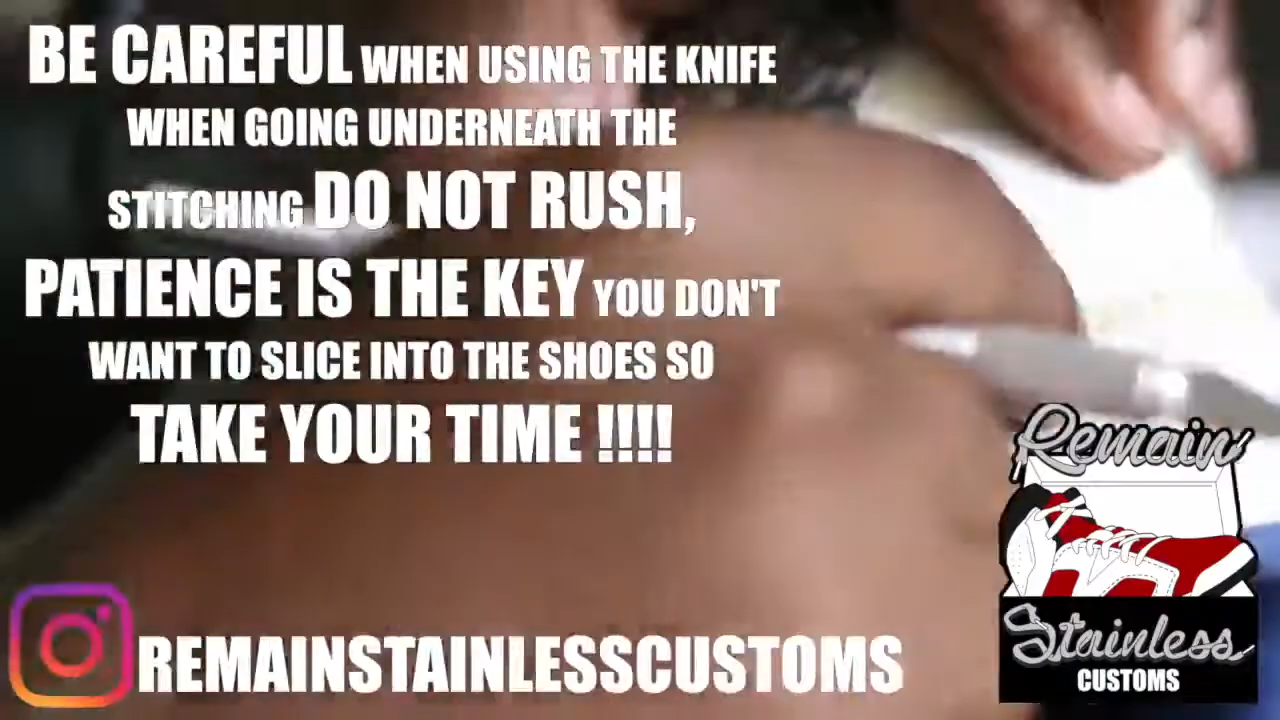 BE CAREFUL WHEN USING THE KNIFE
WHEN GOING UNDERNEATH THE
STITCHING DO NOT RUSH,
PATIENCE IS THE KEY YOU DON'T
WANT TO SLICE INTO THE SHOES SO
TAKE YOUR TIME !!!!
Remain
Stainless
CUSTOMS
REMAINSTAINLESSCUSTOMS